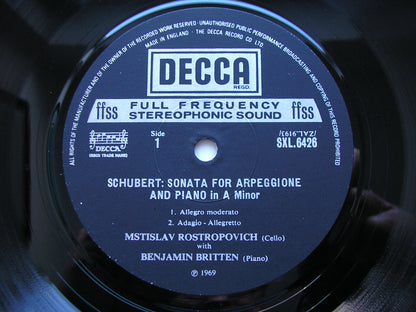 ALL RIGHTS OF THE MANUFACTURER AND OF THE OWNER OF THE RECORDED WORK RESERVED · UNAUTHORISED PUBLIC PERFORMANCE BROADCASTING AND COPYING OF THIS RECORD PROHIBITED
MADE IN ENGLAND · THE DECCA RECORD CO LTD
DECCA
REGD.
ffss
FULL FREQUENCY
STEREOPHONIC SOUND
ffss
DECCA
(MEGA TRADE MARK)
Side
1
SXL.6426
SCHUBERT: SONATA FOR ARPEGGIONE
AND PIANO in A Minor
1. Allegro moderato
2. Adagio - Allegretto
MSTISLAV ROSTROPOVICH (Cello)
with
BENJAMIN BRITTEN (Piano)
℗ 1969